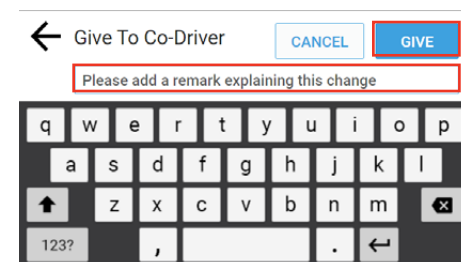 Give To Co-Driver CANCEL GIVE
Please add a remark explaining this change
q w e r t y u i o p
a s d f g h j k l
z x c v b n m
123? , .